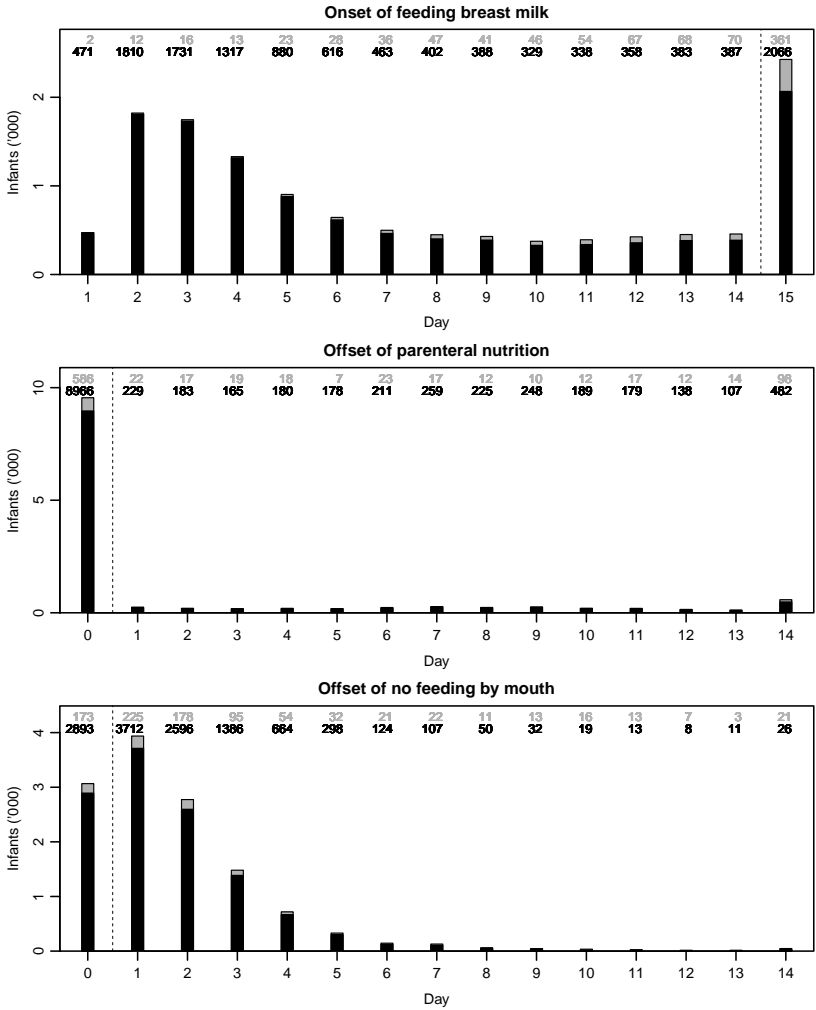 Onset of feeding breast milk
2 12 16 13 23 28 36 47 41 46 54 67 68 70 361
471 1810 1731 1317 880 616 463 402 388 329 338 358 383 387 2066
Infants ('000)
2
1
0
1 2 3 4 5 6 7 8 9 10 11 12 13 14 15
Day
Offset of parenteral nutrition
586 22 17 19 18 7 23 17 12 10 12 17 12 14 98
8966 229 183 165 180 178 211 259 225 248 189 179 138 107 482
Infants ('000)
10
5
0
0 1 2 3 4 5 6 7 8 9 10 11 12 13 14
Day
Offset of no feeding by mouth
173 225 178 95 54 32 21 22 11 13 16 13 7 3 21
2893 3712 2596 1386 664 298 124 107 50 32 19 13 8 11 26
Infants ('000)
4
3
2
1
0
0 1 2 3 4 5 6 7 8 9 10 11 12 13 14
Day